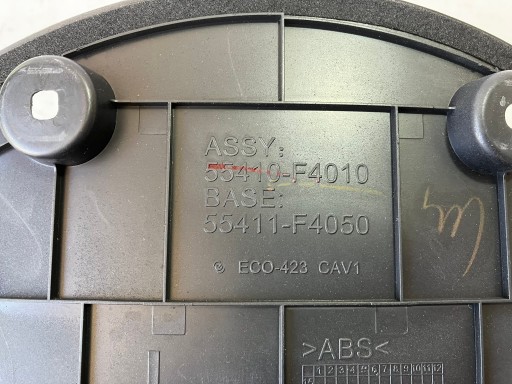 ASSY:
55410-F4010
BASE:
55411-F4050
ECO-423 CAV1
>ABS<
1 2 3 4 5 6 7 8 9 10 11 12